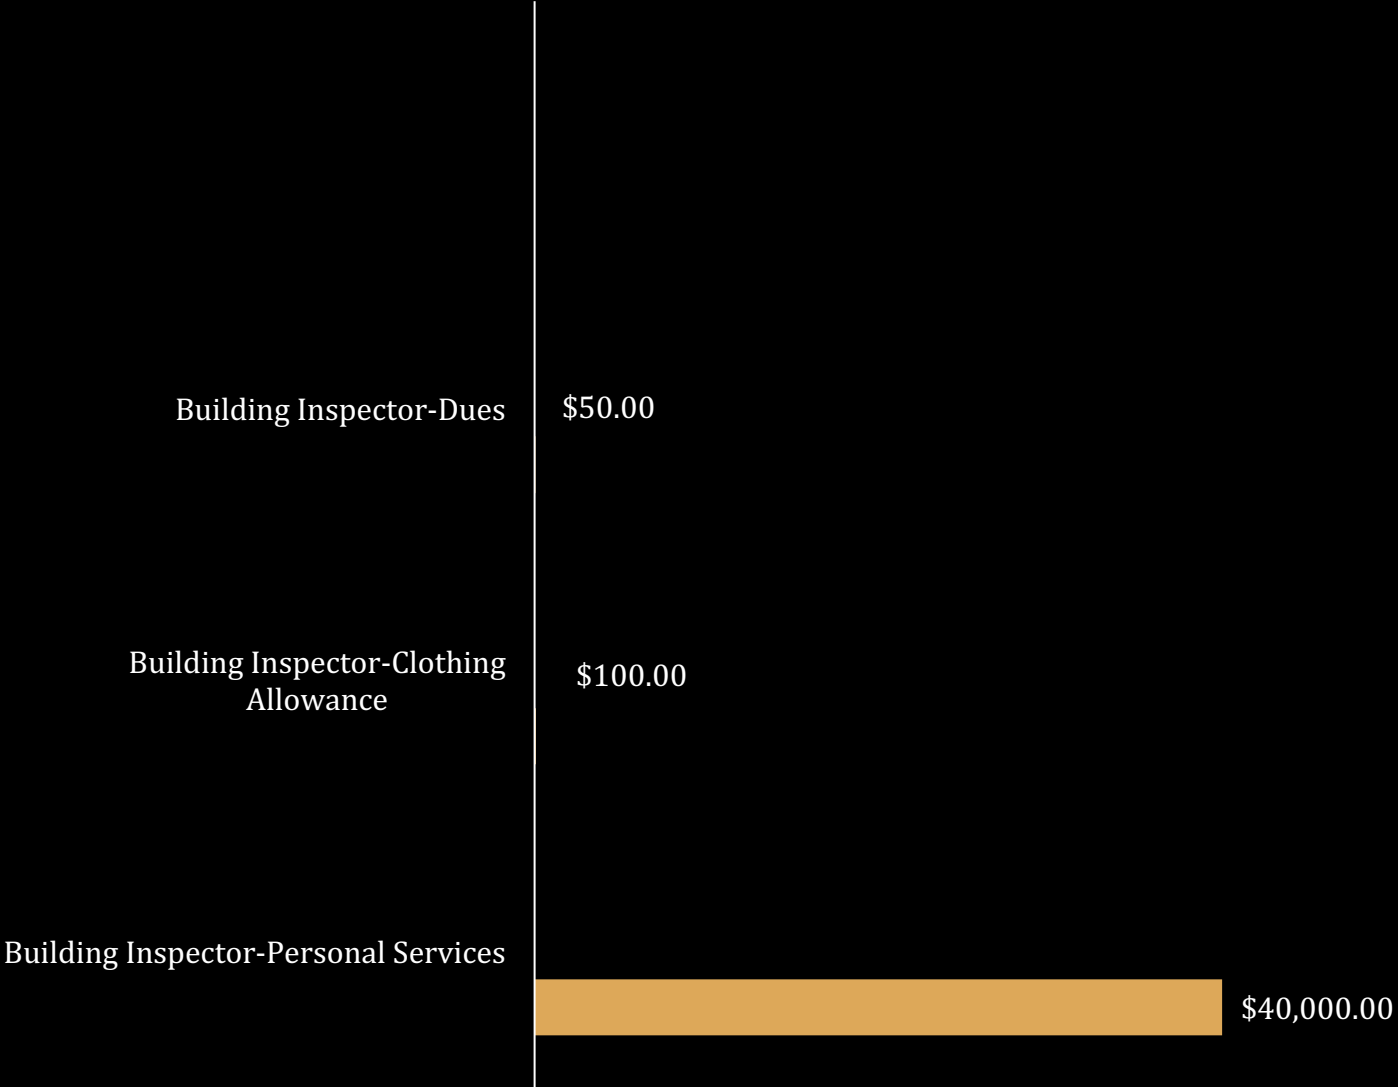 Building Inspector-Dues
$50.00
Building Inspector-Clothing
Allowance
$100.00
Building Inspector-Personal Services
$40,000.00